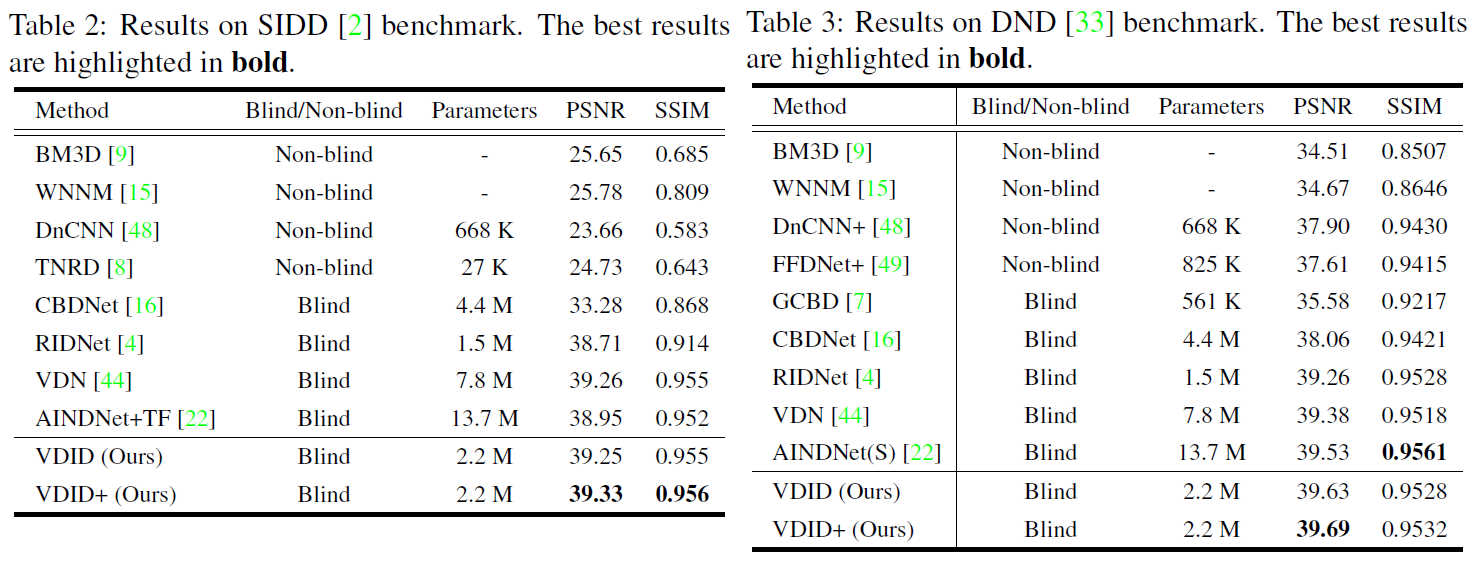 Table 2: Results on SIDD [2] benchmark. The best results
are highlighted in bold.
Method Blind/Non-blind Parameters PSNR SSIM
BM3D [9] Non-blind - 25.65 0.685
WNNM [15] Non-blind - 25.78 0.809
DnCNN [48] Non-blind 668 K 23.66 0.583
TNRD [8] Non-blind 27 K 24.73 0.643
CBDNet [16] Blind 4.4 M 33.28 0.868
RIDNet [4] Blind 1.5 M 38.71 0.914
VDN [44] Blind 7.8 M 39.26 0.955
AINDNet+TF [22] Blind 13.7 M 38.95 0.952
VDID (Ours) Blind 2.2 M 39.25 0.955
VDID+ (Ours) Blind 2.2 M 39.33 0.956
Table 3: Results on DND [33] benchmark. The best results
are highlighted in bold.
Method Blind/Non-blind Parameters PSNR SSIM
BM3D [9] Non-blind - 34.51 0.8507
WNNM [15] Non-blind - 34.67 0.8646
DnCNN+ [48] Non-blind 668 K 37.90 0.9430
FFDNet+ [49] Non-blind 825 K 37.61 0.9415
GCBD [7] Blind 561 K 35.58 0.9217
CBDNet [16] Blind 4.4 M 38.06 0.9421
RIDNet [4] Blind 1.5 M 39.26 0.9528
VDN [44] Blind 7.8 M 39.38 0.9518
AINDNet(S) [22] Blind 13.7 M 39.53 0.9561
VDID (Ours) Blind 2.2 M 39.63 0.9528
VDID+ (Ours) Blind 2.2 M 39.69 0.9532